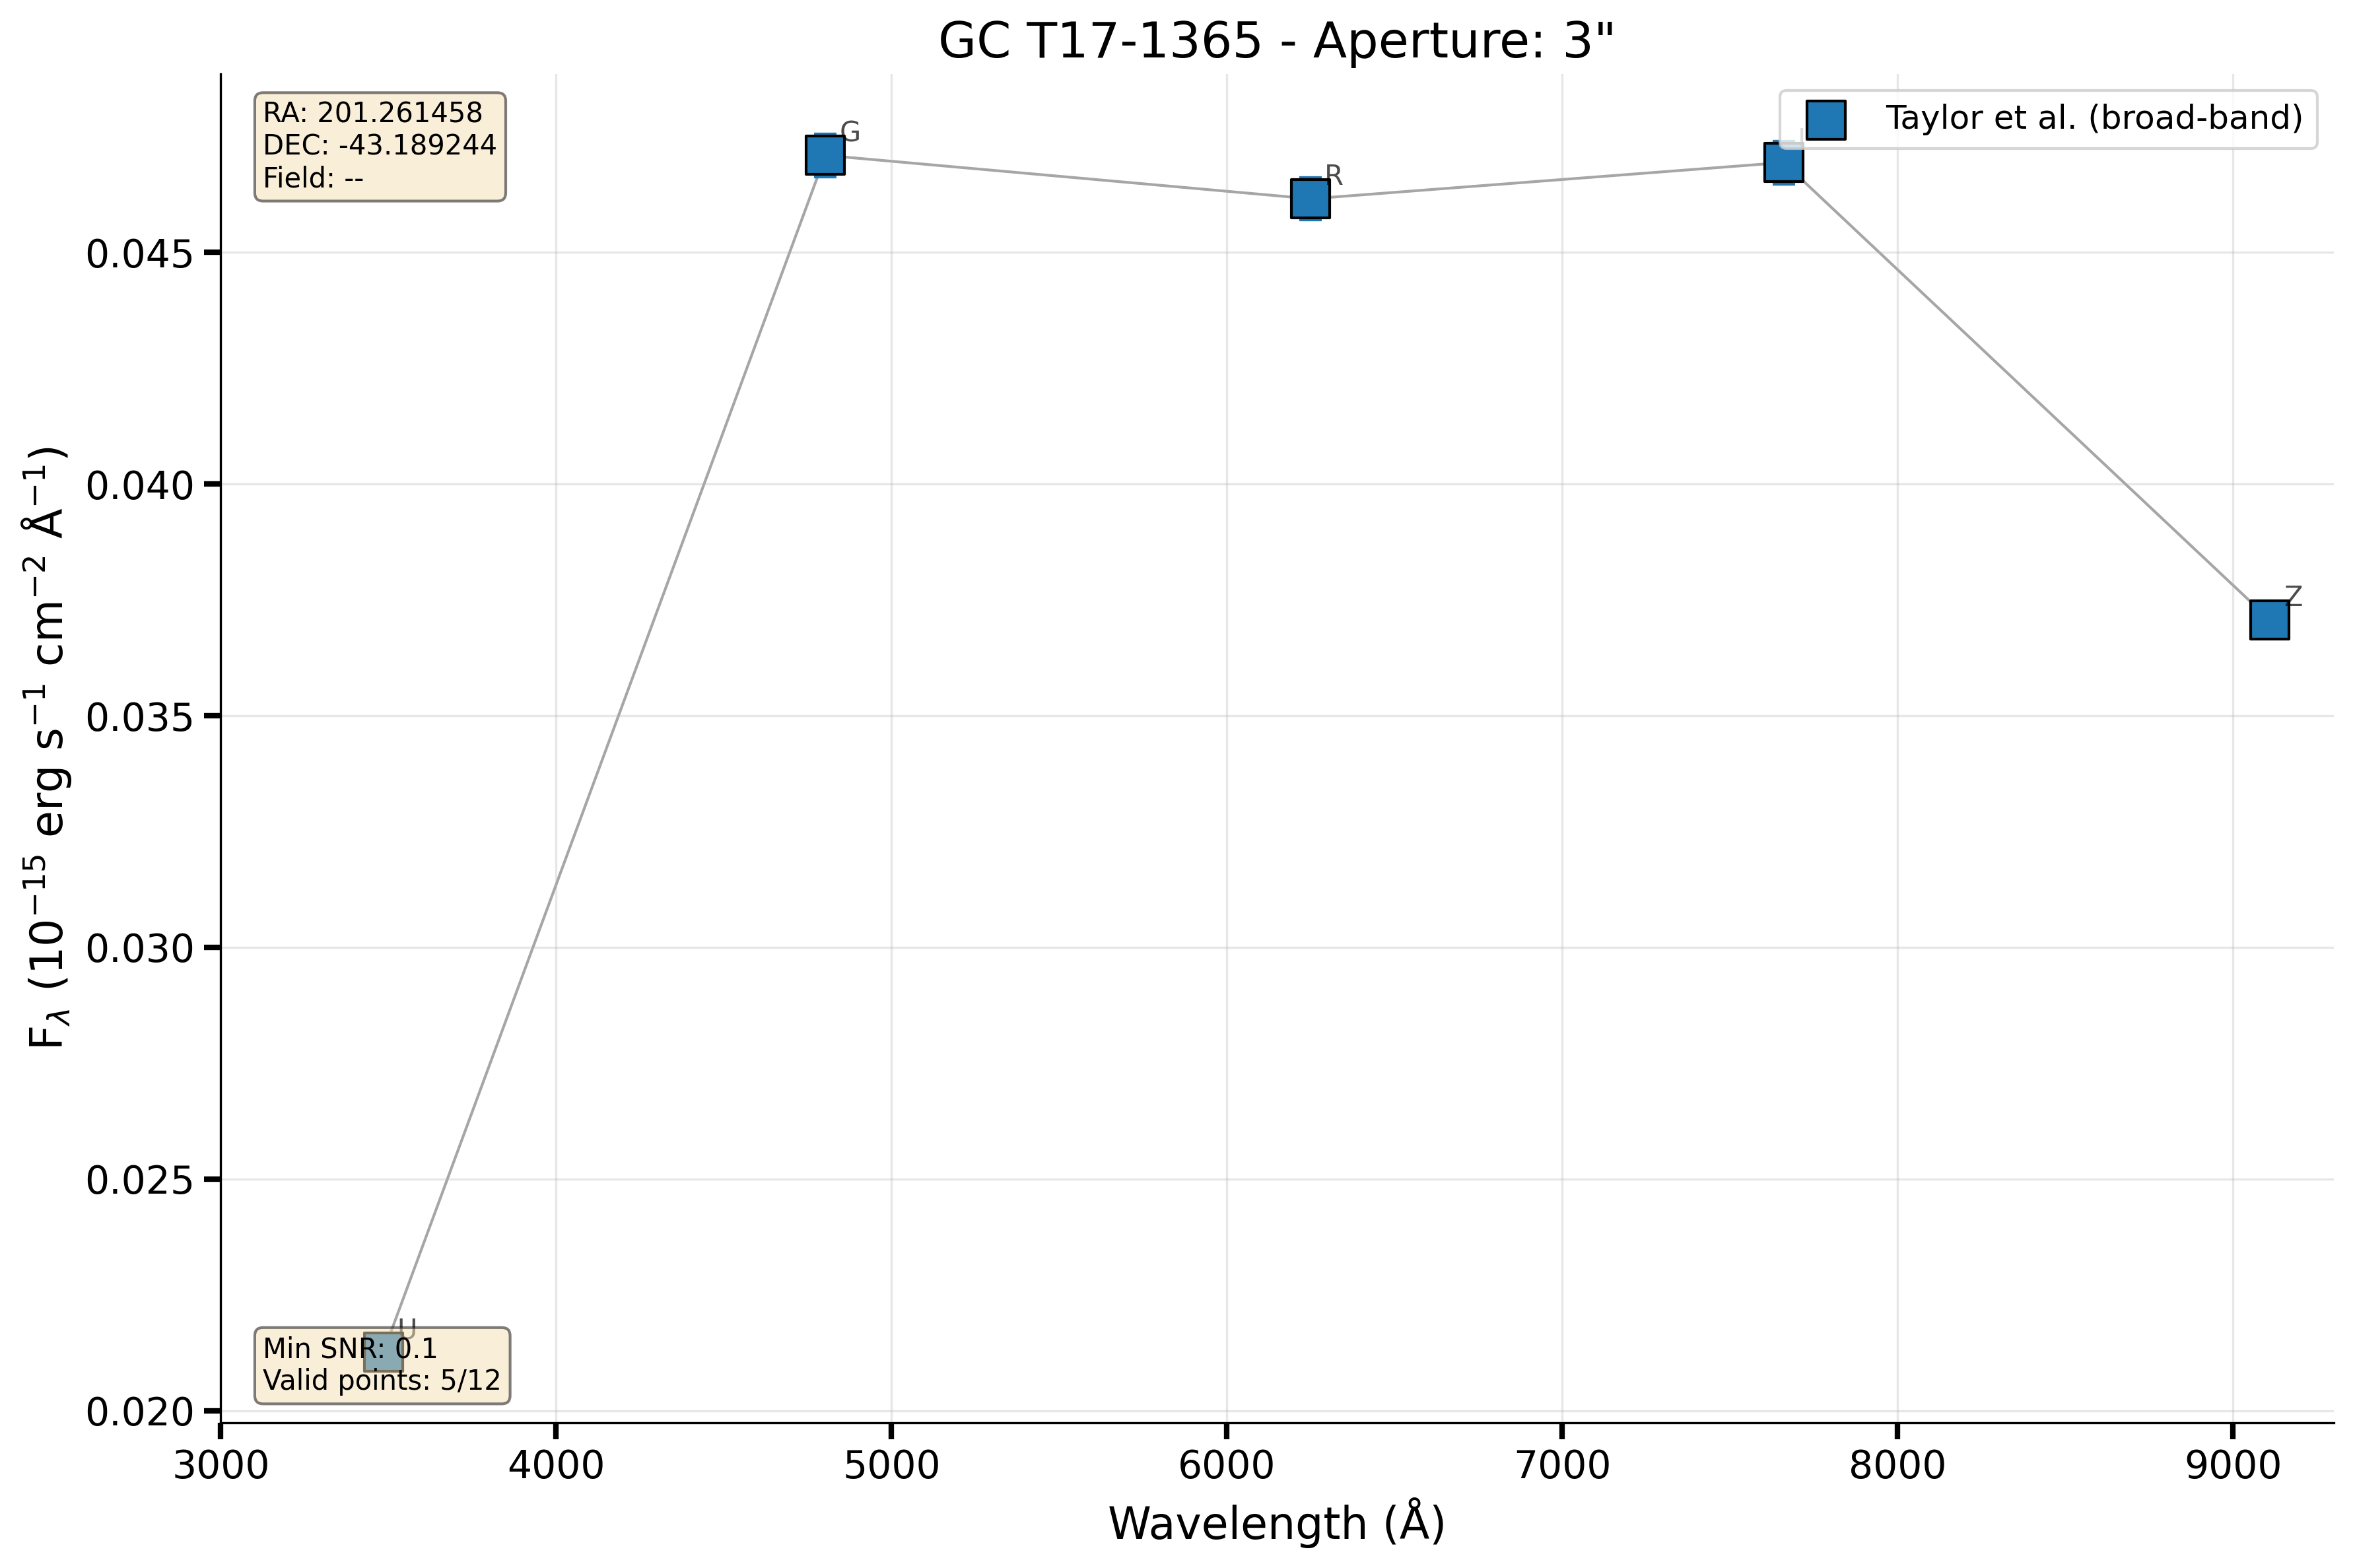 GC T17-1365 - Aperture: 3"
RA: 201.261458
DEC: -43.189244
Field: --
Taylor et al. (broad-band)
G
R
Z
U
Min SNR: 0.1
Valid points: 5/12
F_λ (10⁻¹⁵ erg s⁻¹ cm⁻² Å⁻¹)
0.045
0.040
0.035
0.030
0.025
0.020
3000 4000 5000 6000 7000 8000 9000
Wavelength (Å)